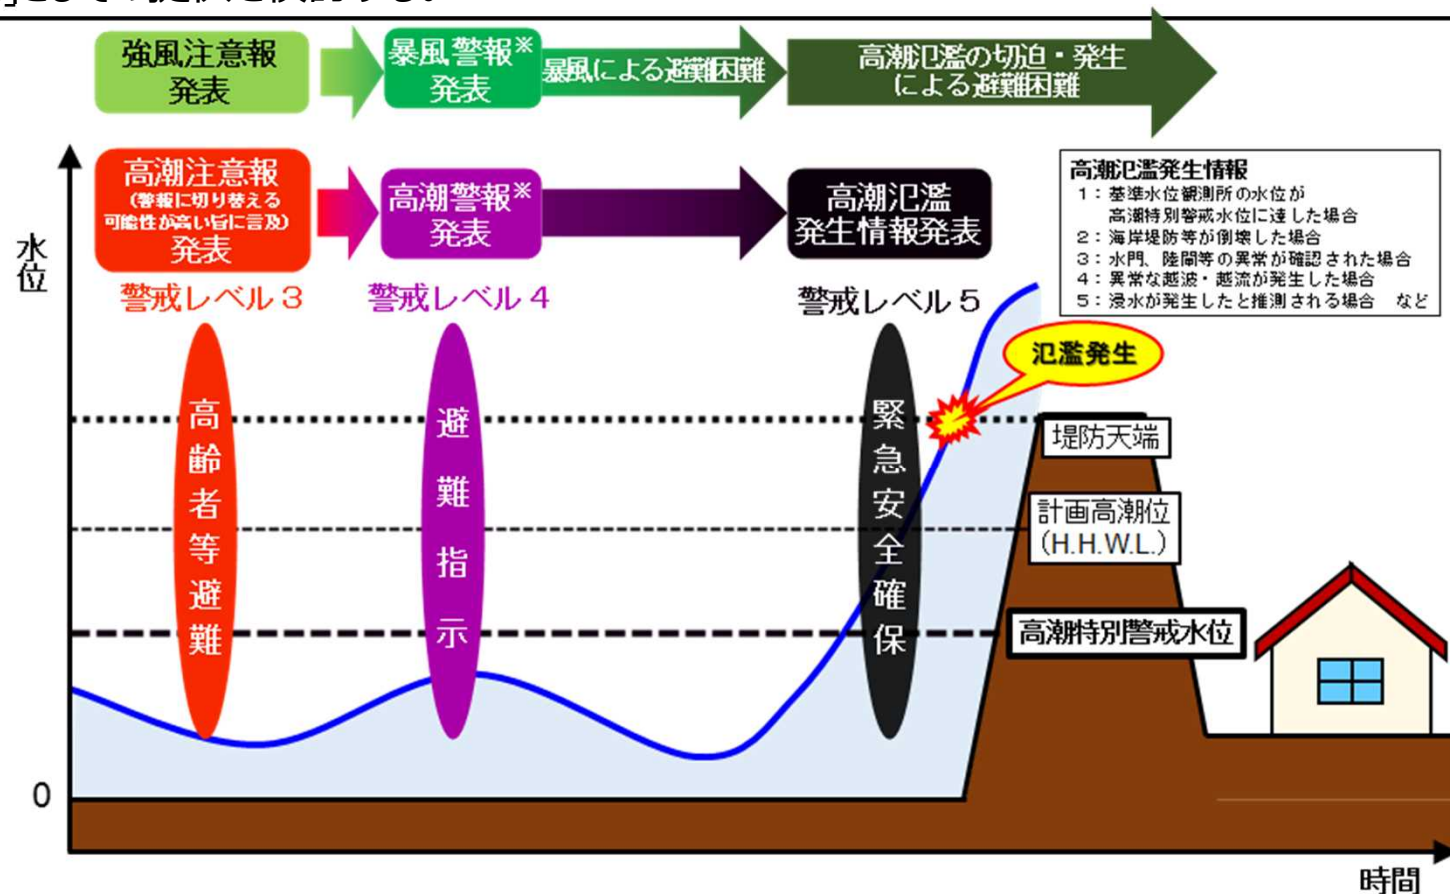 強風注意報
発表
暴風警報※
発表
暴風による避難困難
高潮氾濫の切迫・発生
による避難困難
高潮注意報
(警報に切り替える
可能性が高い旨に言及)
発表
高潮警報※
発表
高潮氾濫
発生情報発表
高潮氾濫発生情報
1:基準水位観測所の水位が
高潮特別警戒水位に達した場合
2:海岸堤防等が倒壊した場合
3:水門、陸閘等の異常が確認された場合
4:異常な越波・越流が発生した場合
5:浸水が発生したと推測される場合 など
水位
警戒レベル3
警戒レベル4
警戒レベル5
氾濫発生
高齢者等避難
避難指示
緊急安全確保
堤防天端
計画高潮位
(H.H.W.L.)
高潮特別警戒水位
0
時間